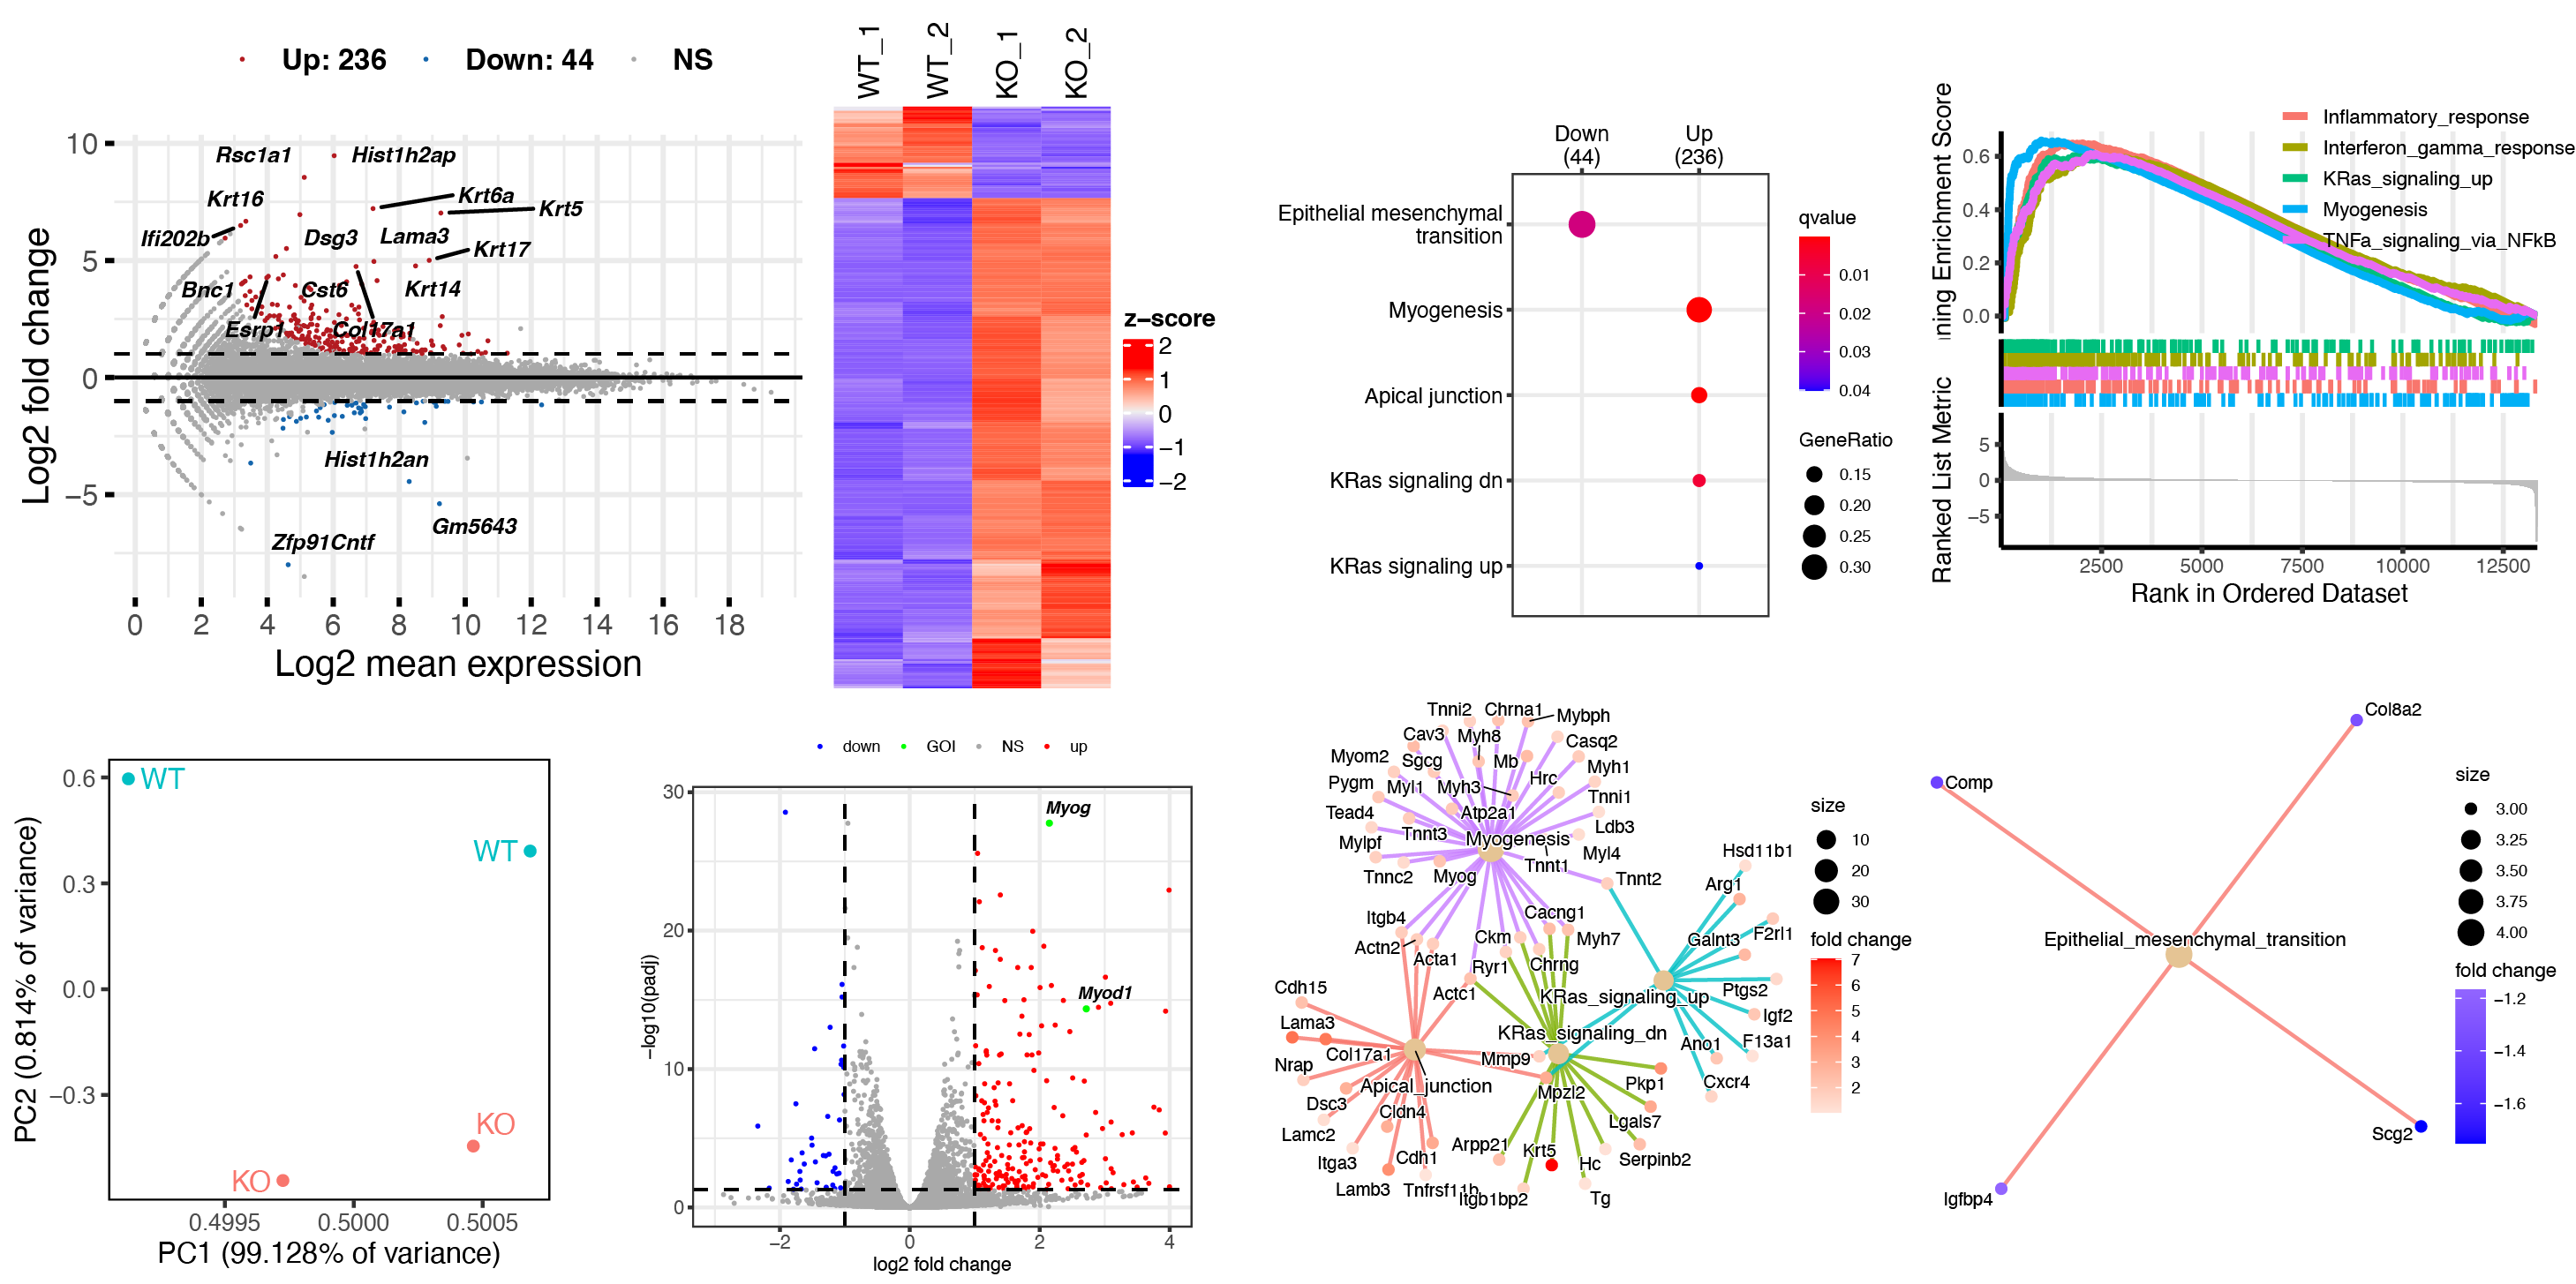 Up: 236 Down: 44 NS
Log2 fold change
10
5
0
−5
Rsc1a1
Hist1h2ap
Krt16
Krt6a
Krt5
Ifi202b
Dsg3
Lama3
Krt17
Bnc1
Cst6
Krt14
Esrp1
Col17a1
Hist1h2an
Gm5643
Zfp91Cntf
0 2 4 6 8 10 12 14 16 18
Log2 mean expression
WT_1 WT_2 KO_1 KO_2
z−score
2
1
0
−1
−2
Down
(44)
Up
(236)
Epithelial mesenchymal
transition
Myogenesis
Apical junction
KRas signaling dn
KRas signaling up
qvalue
0.01
0.02
0.03
0.04
GeneRatio
0.15
0.20
0.25
0.30
ning Enrichment Score
0.6
0.4
0.2
0.0
Inflammatory_response
Interferon_gamma_response
KRas_signaling_up
Myogenesis
TNFa_signaling_via_NFkB
Ranked List Metric
5
0
−5
2500 5000 7500 10000 12500
Rank in Ordered Dataset
PC2 (0.814% of variance)
0.6
0.3
0.0
−0.3
WT
WT
KO
KO
0.4995 0.5000 0.5005
PC1 (99.128% of variance)
down GOI NS up
−log10(padj)
30
20
10
0
Myog
Myod1
−2 0 2 4
log2 fold change
Tnni2
Chrna1
Mybph
Cav3
Myh8
Casq2
Myom2
Sgcg
Mb
Myh1
Pygm
Myl1
Myh3
Hrc
Tnni1
Tead4
Atp2a1
Ldb3
Tnnt3
Mylpf
Myogenesis
Myl4
Tnnc2
Myog
Tnnt1
Tnnt2
Hsd11b1
Arg1
Itgb4
Cacng1
Actn2
Ckm
Myh7
Galnt3
F2rl1
Acta1
Ryr1
Chrng
Cdh15
Actc1
KRas_signaling_up
Ptgs2
Igf2
Lama3
KRas_signaling_dn
Ano1
F13a1
Col17a1
Mmp9
Nrap
Apical_junction
Mpzl2
Pkp1
Cxcr4
Dsc3
Cldn4
Lgals7
Lamc2
Arpp21
Krt5
Itga3
Cdh1
Hc
Serpinb2
Lamb3
Tnfrsf11b
Itgb1bp2
Tg
size
10
20
30
fold change
7
6
5
4
3
2
Col8a2
Comp
Epithelial_mesenchymal_transition
Scg2
Igfbp4
size
3.00
3.25
3.50
3.75
4.00
fold change
−1.2
−1.4
−1.6